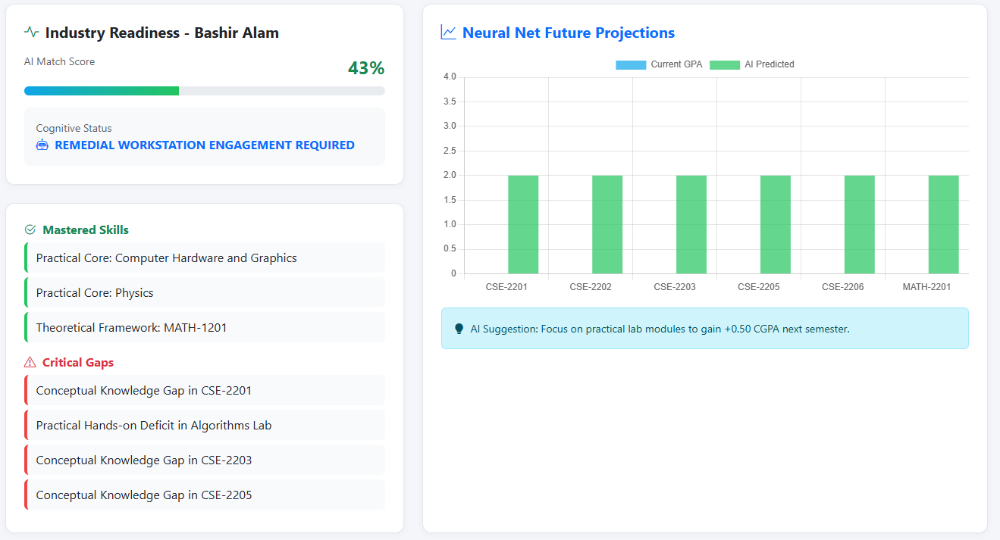 Industry Readiness - Bashir Alam
AI Match Score
43%
Cognitive Status
REMEDIAL WORKSTATION ENGAGEMENT REQUIRED
Mastered Skills
Practical Core: Computer Hardware and Graphics
Practical Core: Physics
Theoretical Framework: MATH-1201
Critical Gaps
Conceptual Knowledge Gap in CSE-2201
Practical Hands-on Deficit in Algorithms Lab
Conceptual Knowledge Gap in CSE-2203
Conceptual Knowledge Gap in CSE-2205
Neural Net Future Projections
Current GPA AI Predicted
4.0
3.5
3.0
2.5
2.0
1.5
1.0
0.5
0
CSE-2201 CSE-2202 CSE-2203 CSE-2205 CSE-2206 MATH-2201
AI Suggestion: Focus on practical lab modules to gain +0.50 CGPA next semester.